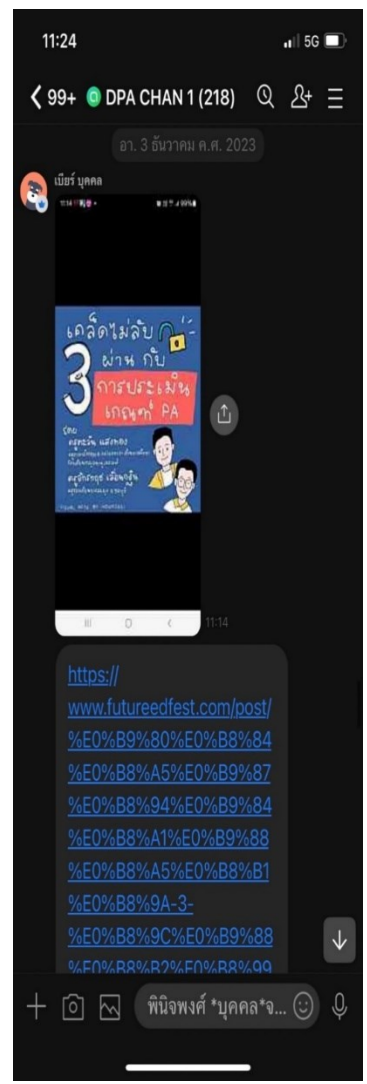 11:24
5G
99+ DPA CHAN 1 (218)
อา. 3 ธันวาคม ค.ศ. 2023
เบียร์ บุคคล
เคล็ดไม่ลับ
3 ผ่าน กับ
การประเมิน
เกณฑ์ PA
โดย
11:14
https://
www.futureedfest.com/post/
%E0%B9%80%E0%B8%84
%E0%B8%A5%E0%B9%87
%E0%B8%94%E0%B9%84
%E0%B8%A1%E0%B9%88
%E0%B8%A5%E0%B8%B1
%E0%B8%9A-3-
%E0%B8%9C%E0%B9%88
%E0%B8%B2%E0%B8%99
พินิจพงศ์ *บุคคล*จ...